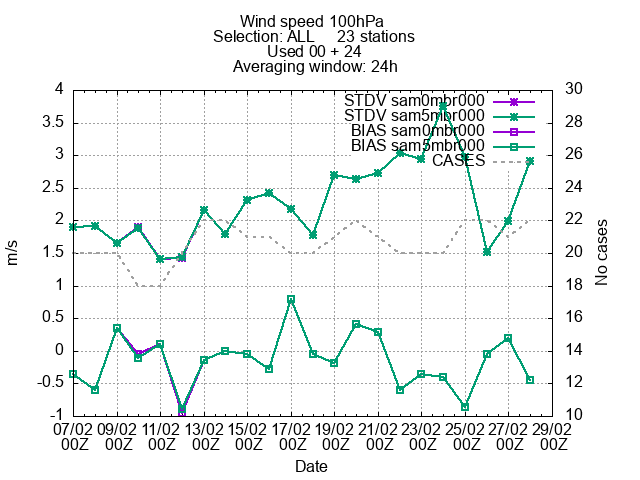 Wind speed 100hPa
Selection: ALL 23 stations
Used 00 + 24
Averaging window: 24h
4
3.5
3
2.5
2
1.5
1
0.5
0
-0.5
-1
m/s
STDV sam0mbr000
STDV sam5mbr000
BIAS sam0mbr000
BIAS sam5mbr000
CASES
30
28
26
24
22
20
18
16
14
12
10
No cases
07/02 09/02 11/02 13/02 15/02 17/02 19/02 21/02 23/02 25/02 27/02 29/02
00Z 00Z 00Z 00Z 00Z 00Z 00Z 00Z 00Z 00Z 00Z 00Z
Date